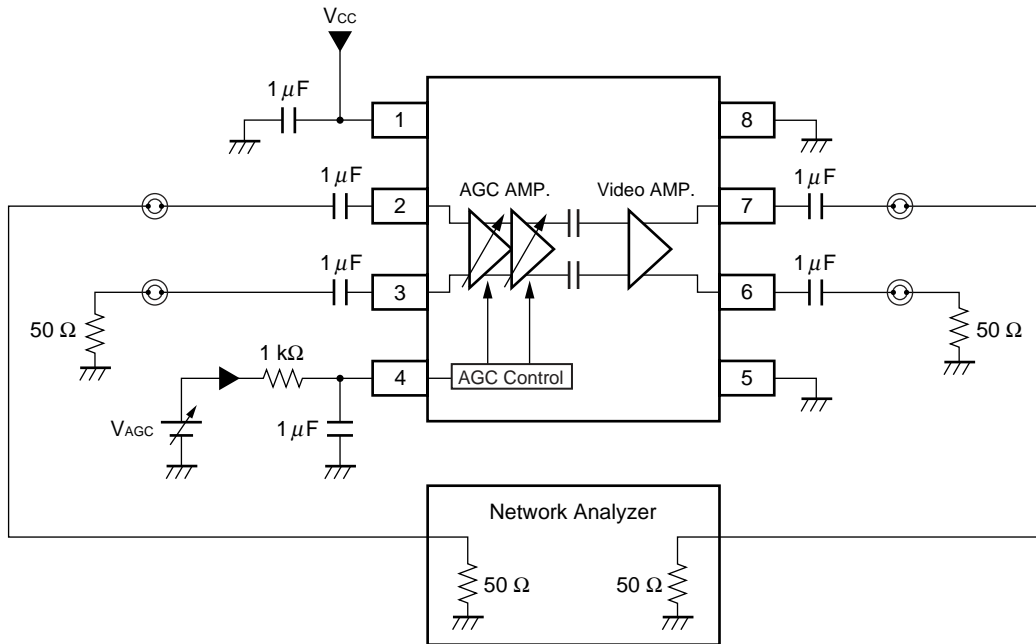 VCC
1 μF
1
8
1 μF
AGC AMP.
Video AMP.
1 μF
2
7
1 μF
1 μF
3
6
50 Ω
50 Ω
1 kΩ
4
AGC Control
5
VAGC
1 μF
Network Analyzer
50 Ω
50 Ω